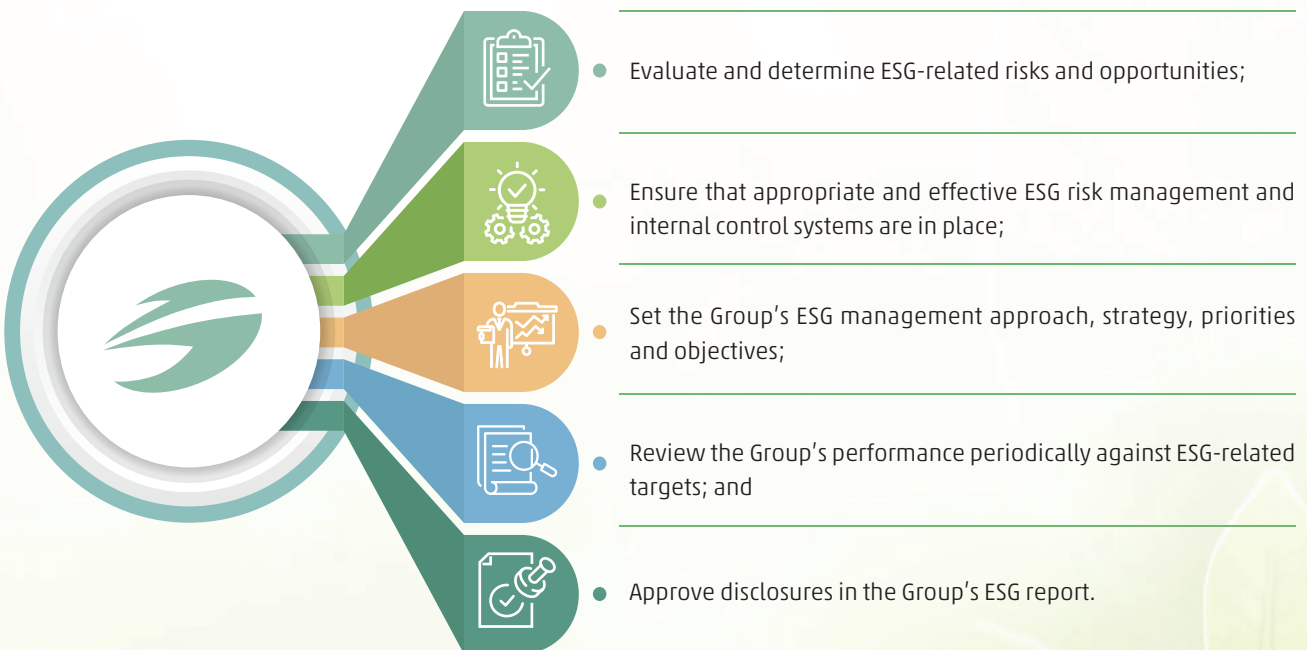 Evaluate and determine ESG-related risks and opportunities;
Ensure that appropriate and effective ESG risk management and
internal control systems are in place;
Set the Group's ESG management approach, strategy, priorities
and objectives;
Review the Group's performance periodically against ESG-related
targets; and
Approve disclosures in the Group's ESG report.